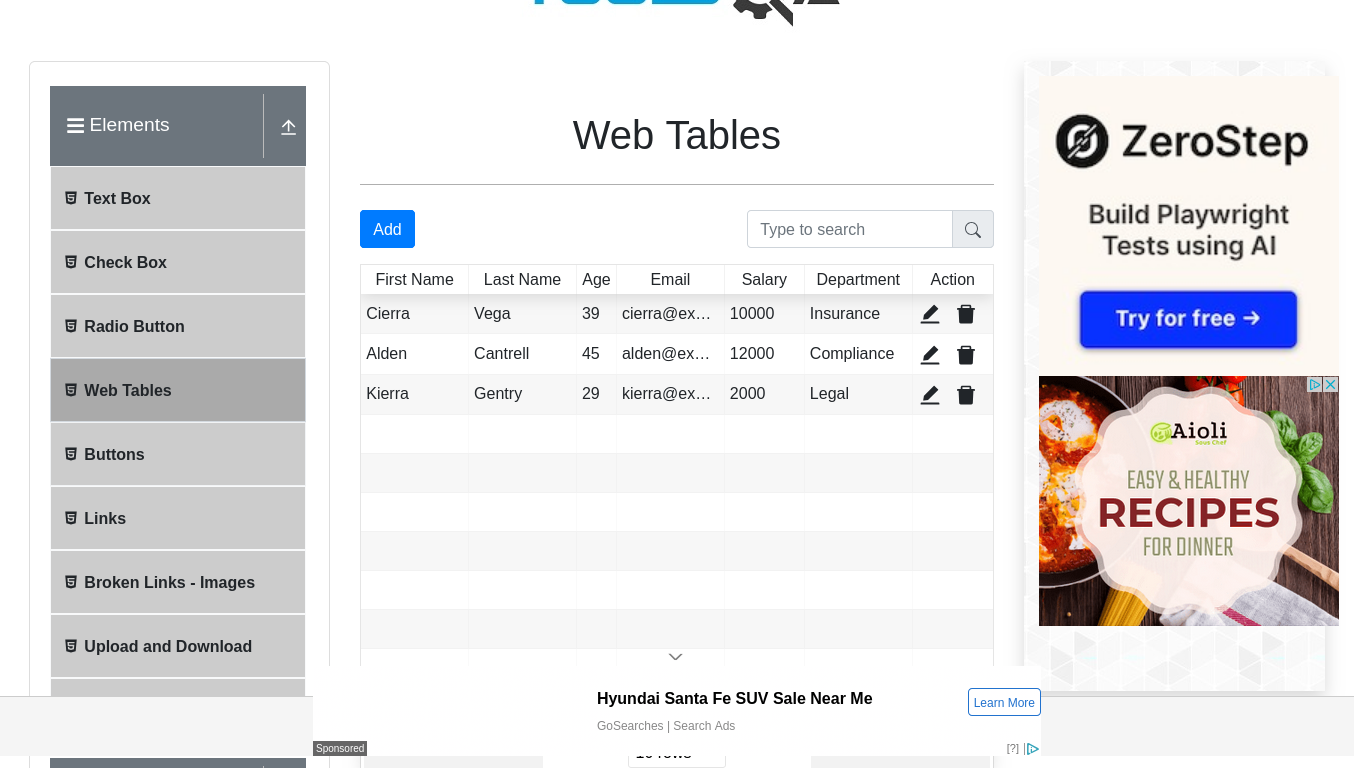 Elements
Text Box
Check Box
Radio Button
Web Tables
Buttons
Links
Broken Links - Images
Upload and Download
Web Tables
Add
Type to search
First Name Last Name Age Email Salary Department Action
Cierra Vega 39 cierra@ex... 10000 Insurance
Alden Cantrell 45 alden@ex... 12000 Compliance
Kierra Gentry 29 kierra@ex... 2000 Legal
ZeroStep
Build Playwright
Tests using AI
Try for free →
Aioli
Sous Chef
EASY & HEALTHY
RECIPES
FOR DINNER
Hyundai Santa Fe SUV Sale Near Me
GoSearches | Search Ads
Learn More
Sponsored
[?]